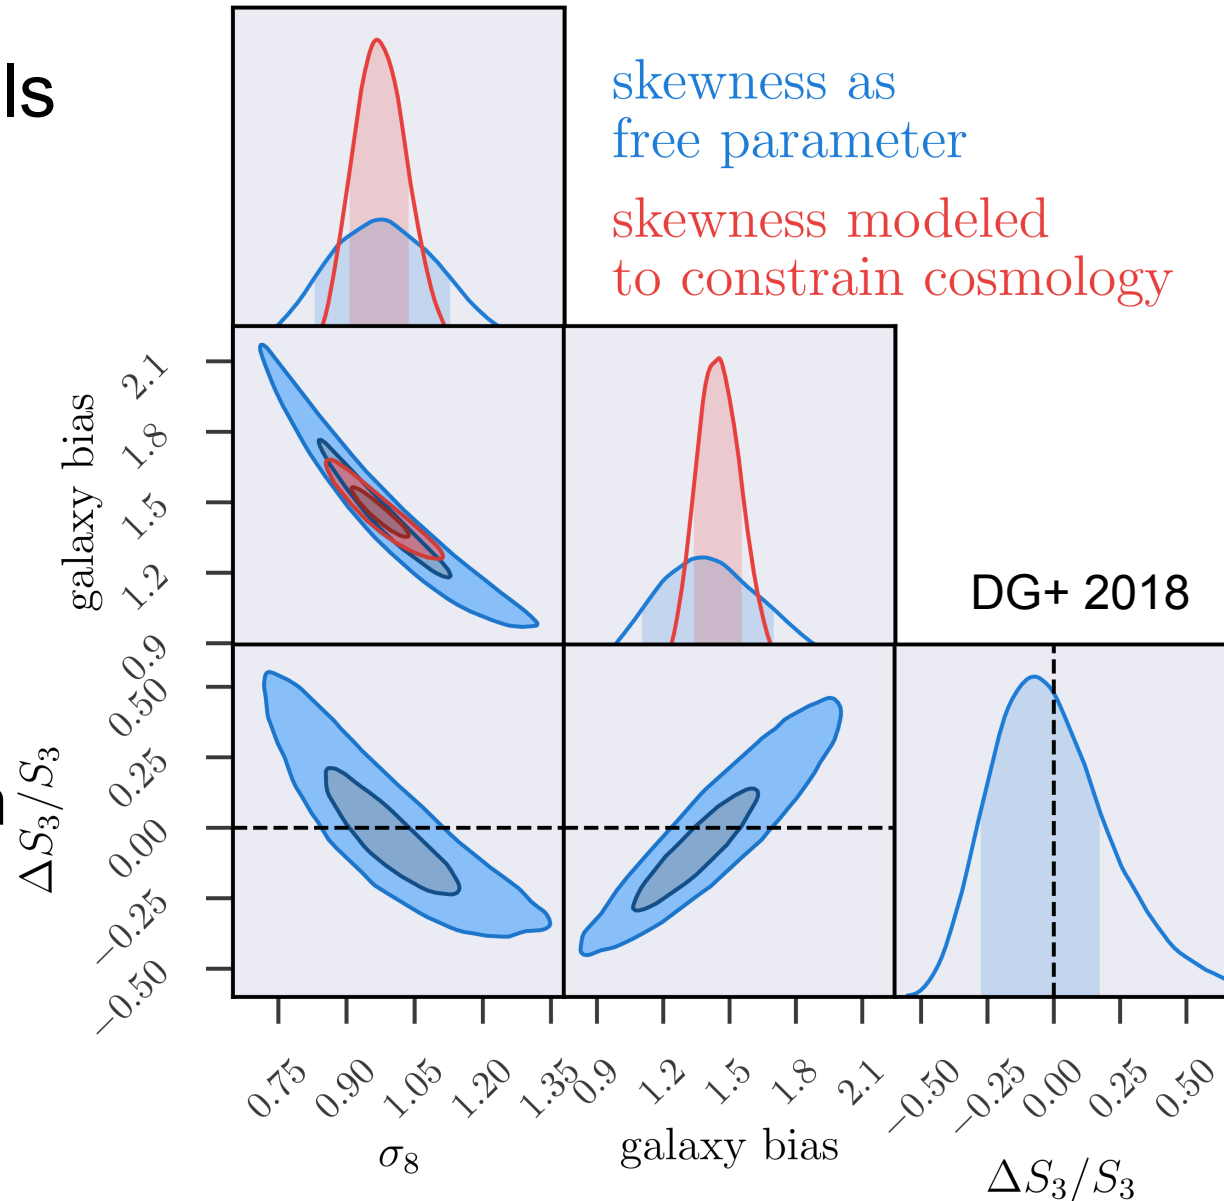 ls
skewness as
free parameter
skewness modeled
to constrain cosmology
galaxy bias
2.1
1.8
1.5
1.2
0.9
DG+ 2018
ΔS₃/S₃
0.50
0.25
0.00
−0.25
−0.50
0.75 0.90 1.05 1.20 1.35
σ₈
0.9 1.2 1.5 1.8 2.1
galaxy bias
−0.50 −0.25 0.00 0.25 0.50
ΔS₃/S₃